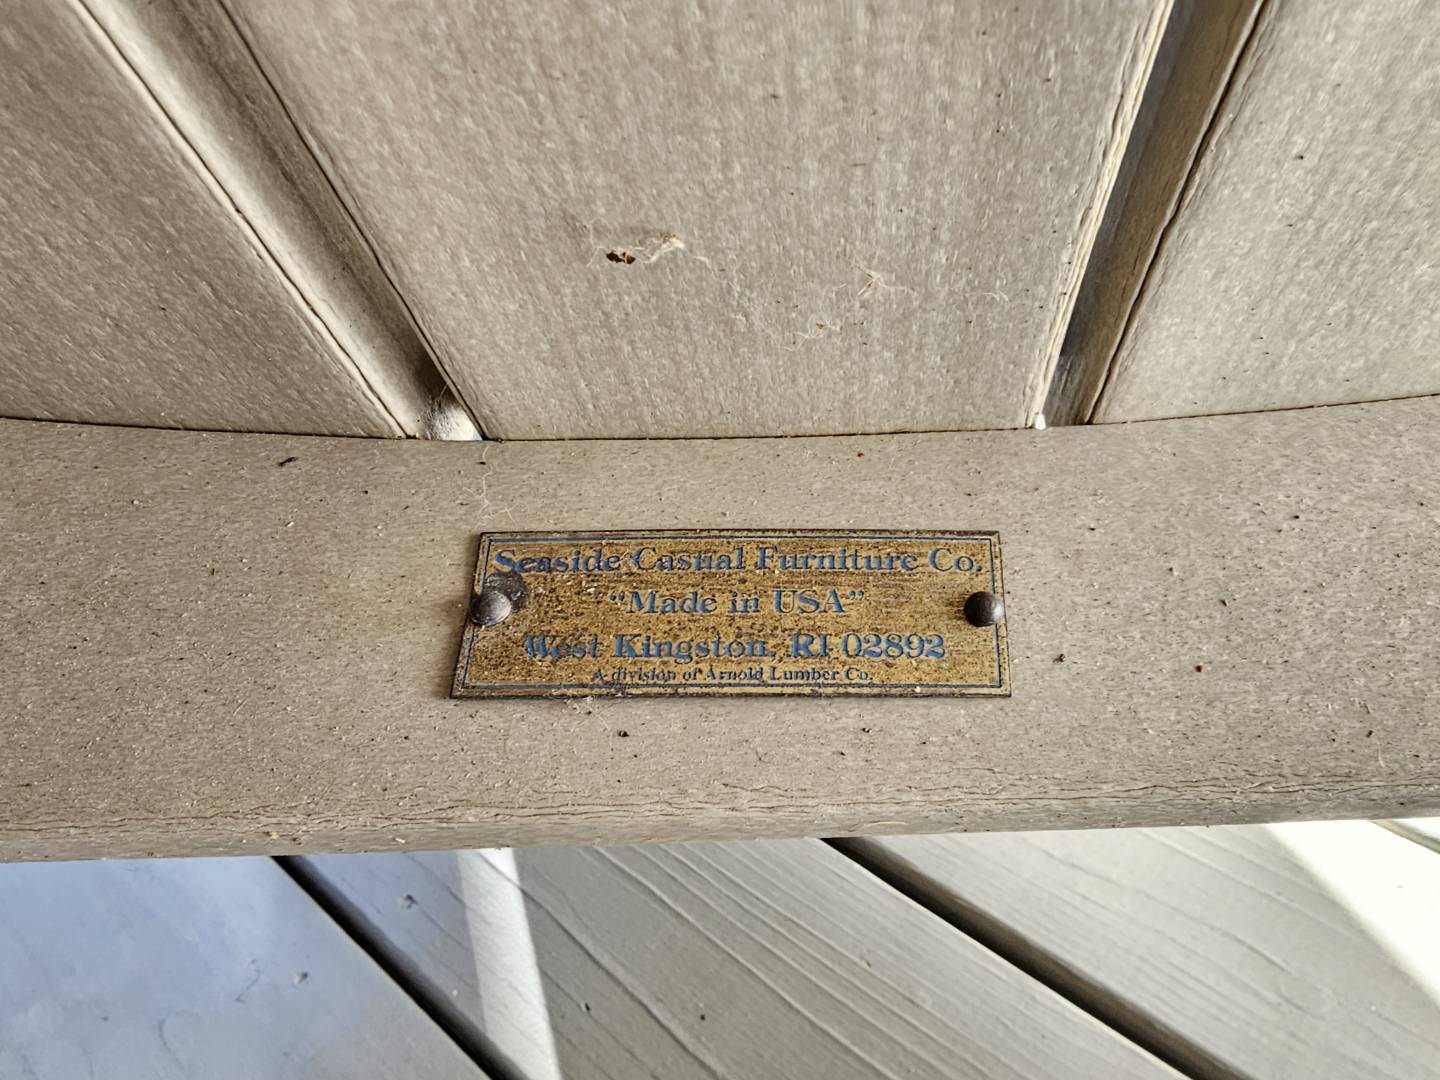 Seaside Casual Furniture Co.
"Made in USA"
West Kingston, RI 02892
A division of Arnold Lumber Co.